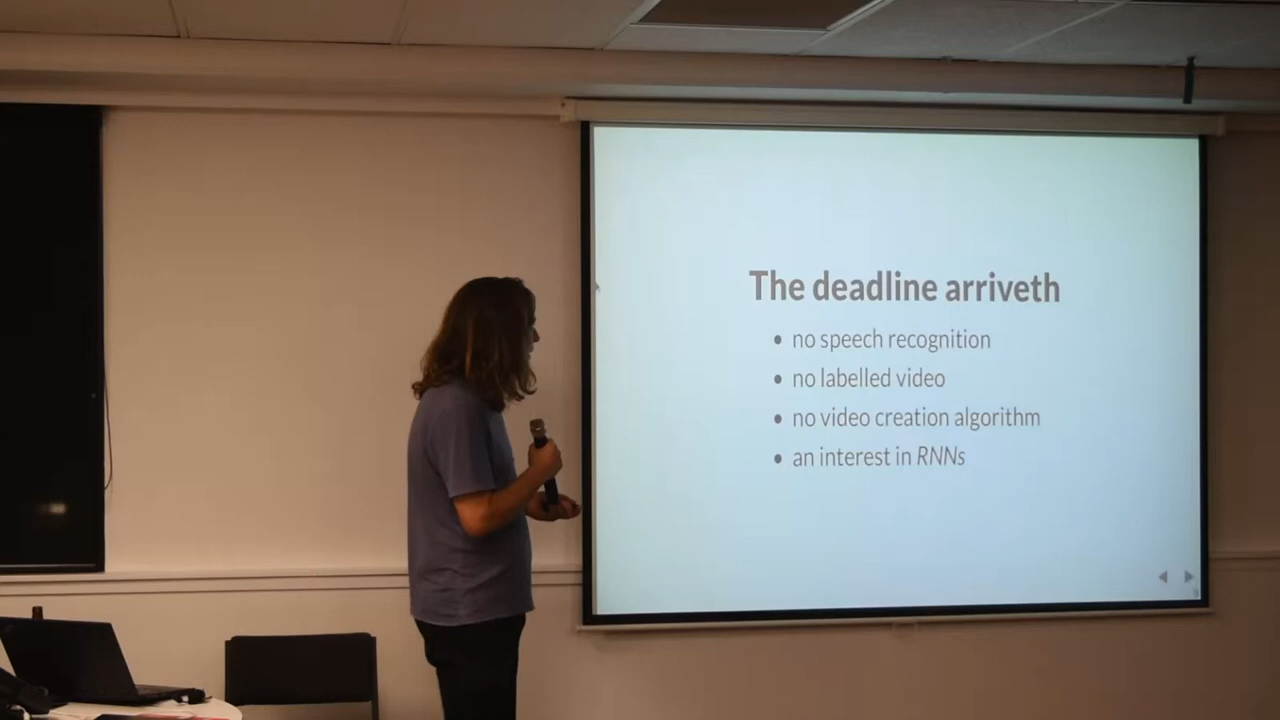 The deadline arriveth
no speech recognition
no labelled video
no video creation algorithm
an interest in RNNs